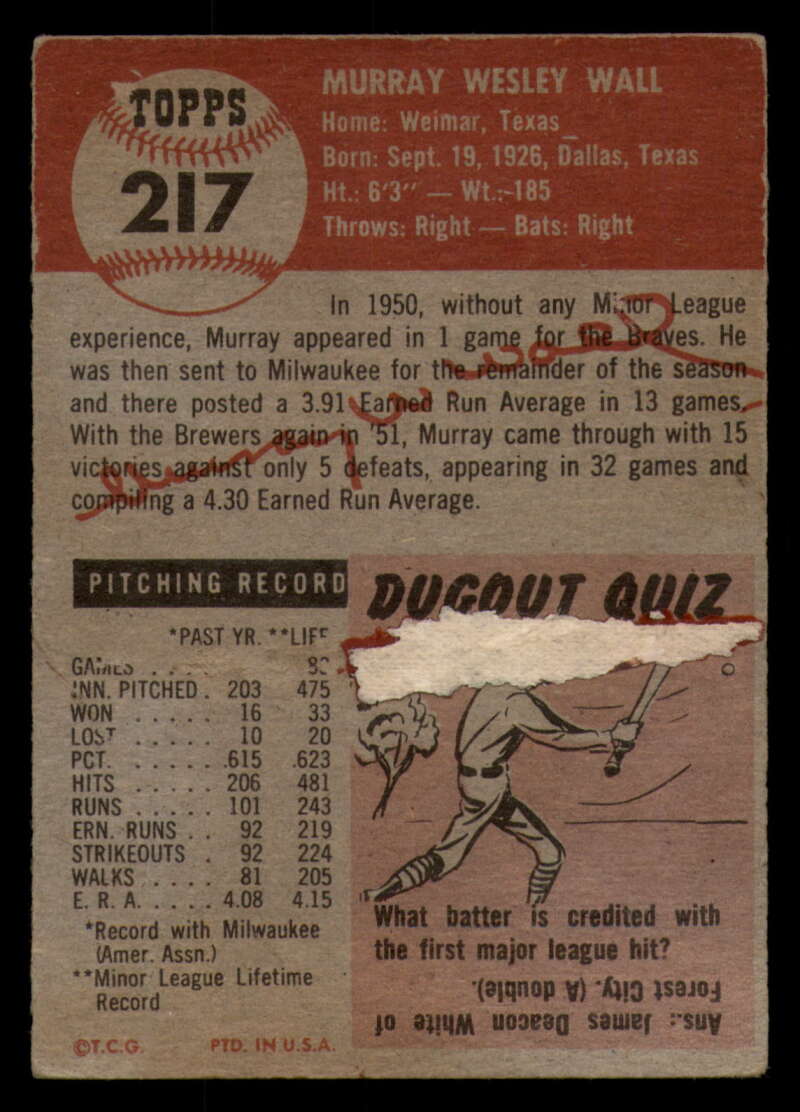 TOPPS
217
MURRAY WESLEY WALL
Home: Weimar, Texas
Born: Sept. 19, 1926, Dallas, Texas
Ht.: 6'3" — Wt.: 185
Throws: Right — Bats: Right
In 1950, without any Minor League
experience, Murray appeared in 1 game for the Braves. He
was then sent to Milwaukee for the remainder of the season
and there posted a 3.91 Earned Run Average in 13 games.
With the Brewers again in '51, Murray came through with 15
victories against only 5 defeats, appearing in 32 games and
compiling a 4.30 Earned Run Average.
PITCHING RECORD
*PAST YR. **LIFE
GAMES . . . .
INN. PITCHED . 203 475
WON . . . . . 16 33
LOST . . . . . 10 20
PCT. . . . . . .615 .623
HITS . . . . . 206 481
RUNS . . . . . 101 243
ERN. RUNS . . 92 219
STRIKEOUTS . 92 224
WALKS . . . . 81 205
E. R. A. . . . . 4.08 4.15
*Record with Milwaukee
(Amer. Assn.)
**Minor League Lifetime
Record
©T.C.G. PTD. IN U.S.A.
DUGOUT QUIZ
What batter is credited with
the first major league hit?
Ans.: James Deacon White of
Forest City. (A double).